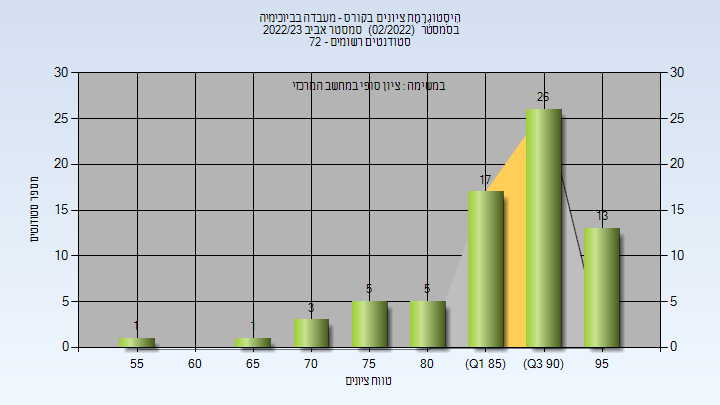 היסטוגרמת ציונים בקורס - מעבדה בביוכימיה
בסמסטר (02/2022) סמסטר אביב 2022/23
סטודנטים רשומים - 72
במשימה : ציון סופי במחשב המרכזי
30 30
25 25
20 20
15 15
10 10
5 5
0 0
מספר סטודנטים
1 1 3 5 5 17 26 13
55 60 65 70 75 80 (Q1 85) (Q3 90) 95
טווח ציונים